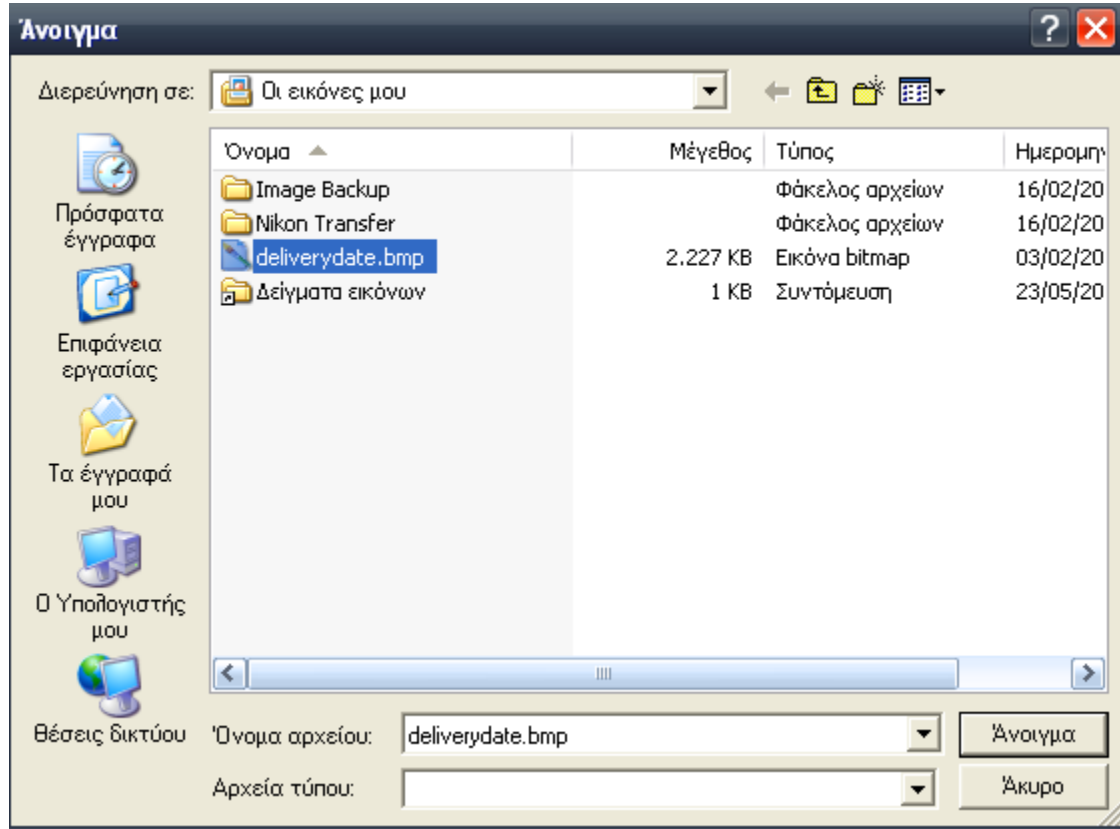 Άνοιγμα
Διερεύνηση σε: Οι εικόνες μου
Όνομα Μέγεθος Τύπος Ημερομην
Image Backup Φάκελος αρχείων 16/02/20
Nikon Transfer Φάκελος αρχείων 16/02/20
deliverydate.bmp 2.227 KB Εικόνα bitmap 03/02/20
Δείγματα εικόνων 1 KB Συντόμευση 23/05/20
Πρόσφατα
έγγραφα
Επιφάνεια
εργασίας
Τα έγγραφά
μου
Ο Υπολογιστής
μου
Θέσεις δικτύου
Όνομα αρχείου: deliverydate.bmp Άνοιγμα
Αρχεία τύπου: Άκυρο